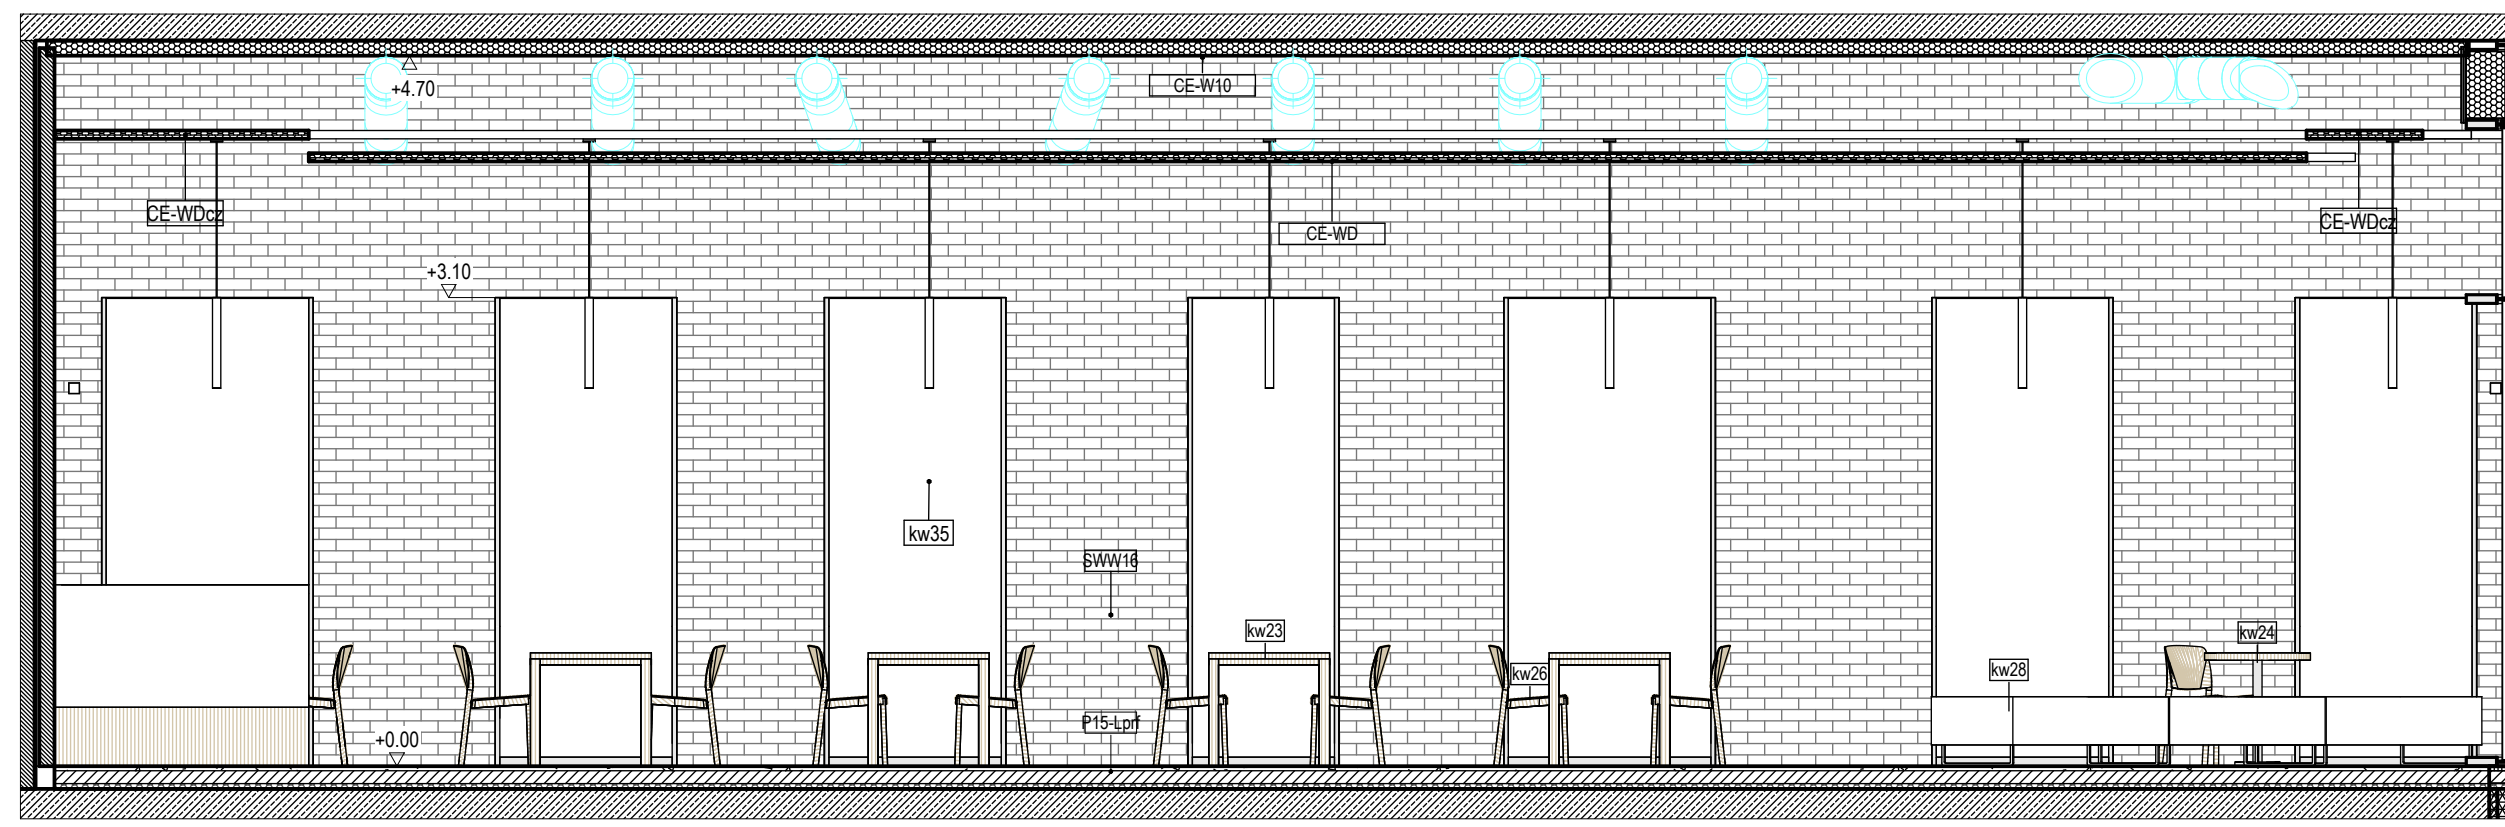 CE-W10
+4.70
CE-WDcz
CE-WD
CE-WDcz
+3.10
kw35
SWW16
kw23
kw24
kw28
kw26
P15-Lprf
+0.00